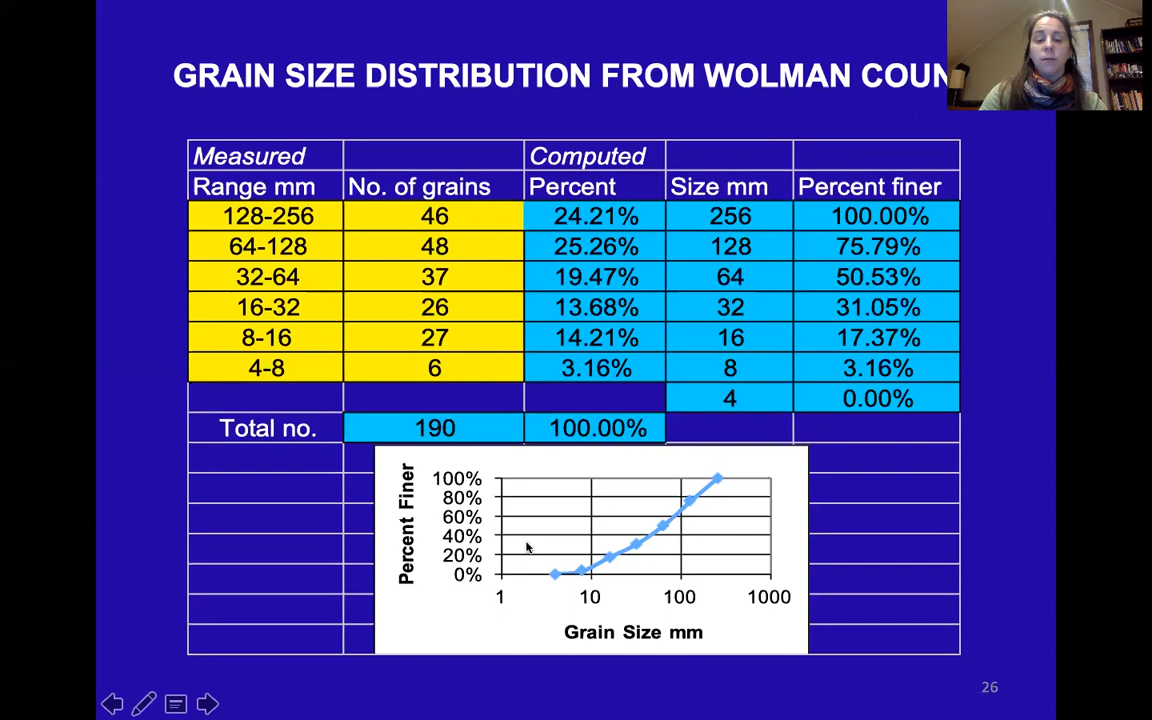 GRAIN SIZE DISTRIBUTION FROM WOLMAN COUN
Measured Computed
Range mm No. of grains Percent Size mm Percent finer
128-256 46 24.21% 256 100.00%
64-128 48 25.26% 128 75.79%
32-64 37 19.47% 64 50.53%
16-32 26 13.68% 32 31.05%
8-16 27 14.21% 16 17.37%
4-8 6 3.16% 8 3.16%
4 0.00%
Total no. 190 100.00%
Percent Finer
100%
80%
60%
40%
20%
0%
1 10 100 1000
Grain Size mm
26